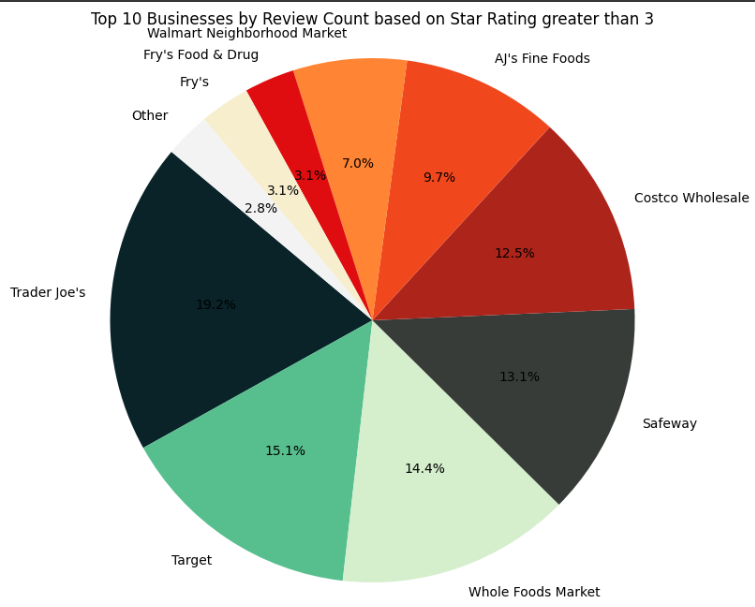 Top 10 Businesses by Review Count based on Star Rating greater than 3
Walmart Neighborhood Market
Fry's Food & Drug
AJ's Fine Foods
Fry's
Other
7.0%
3.1%
9.7%
3.1%
Costco Wholesale
2.8%
12.5%
Trader Joe's
19.2%
13.1%
Safeway
15.1%
14.4%
Target
Whole Foods Market